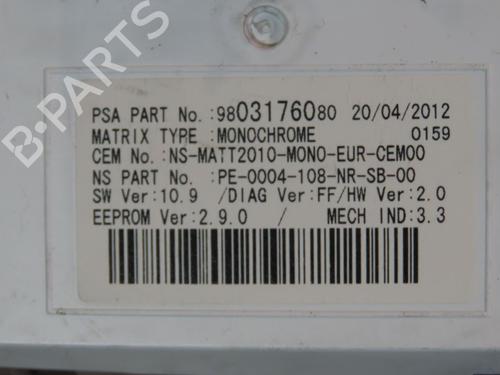 PSA PART No.:9803176080 20/04/2012
MATRIX TYPE :MONOCHROME 0159
CEM No.:NS-MATT2010-MONO-EUR-CEM00
NS PART No. :PE-0004-108-NR-SB-00
SW Ver:10.9 /DIAG Ver:FF/HW Ver:2.0
EEPROM Ver:2.9.0 / MECH IND:3.3
B-PARTS